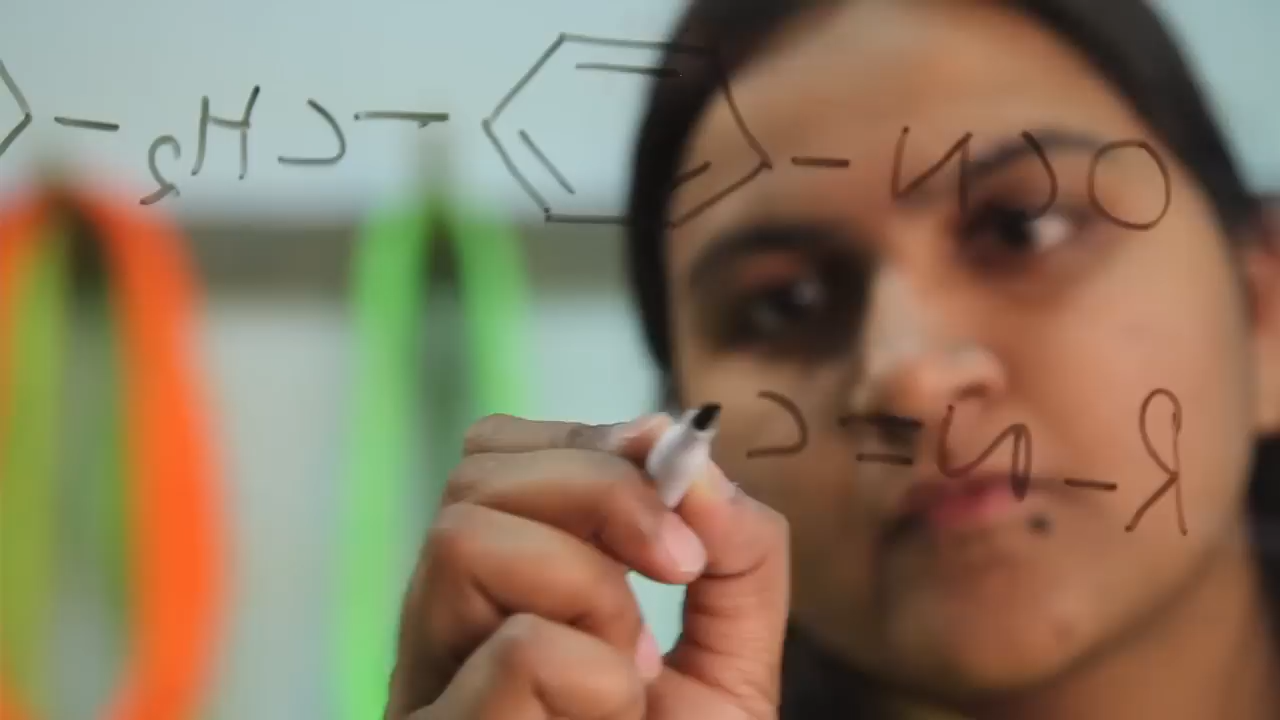 OCN - - CH₂ -
R - N = C